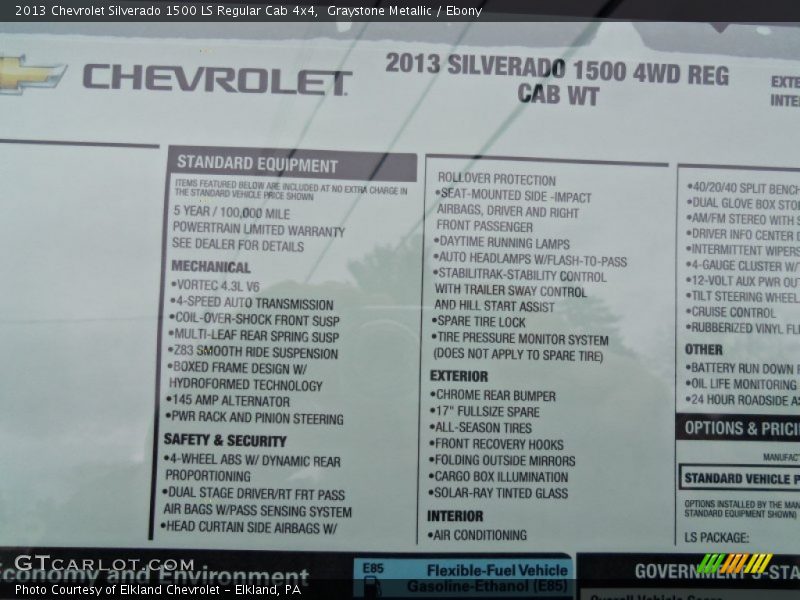 2013 Chevrolet Silverado 1500 LS Regular Cab 4x4,  Graystone Metallic / Ebony
CHEVROLET
2013 SILVERADO 1500 4WD REG
CAB WT
STANDARD EQUIPMENT
ITEMS FEATURED BELOW ARE INCLUDED AT NO EXTRA CHARGE IN
THE STANDARD VEHICLE PRICE SHOWN
5 YEAR / 100,000 MILE
POWERTRAIN LIMITED WARRANTY
SEE DEALER FOR DETAILS
MECHANICAL
•VORTEC 4.3L V6
•4-SPEED AUTO TRANSMISSION
•COIL-OVER-SHOCK FRONT SUSP
•MULTI-LEAF REAR SPRING SUSP
•Z83 SMOOTH RIDE SUSPENSION
•BOXED FRAME DESIGN W/
HYDROFORMED TECHNOLOGY
•145 AMP ALTERNATOR
•PWR RACK AND PINION STEERING
SAFETY & SECURITY
•4-WHEEL ABS W/ DYNAMIC REAR
PROPORTIONING
•DUAL STAGE DRIVER/RT FRT PASS
AIR BAGS W/PASS SENSING SYSTEM
•HEAD CURTAIN SIDE AIRBAGS W/
ROLLOVER PROTECTION
•SEAT-MOUNTED SIDE -IMPACT
AIRBAGS, DRIVER AND RIGHT
FRONT PASSENGER
•DAYTIME RUNNING LAMPS
•AUTO HEADLAMPS W/FLASH-TO-PASS
•STABILITRAK-STABILITY CONTROL
WITH TRAILER SWAY CONTROL
AND HILL START ASSIST
•SPARE TIRE LOCK
•TIRE PRESSURE MONITOR SYSTEM
(DOES NOT APPLY TO SPARE TIRE)
EXTERIOR
•CHROME REAR BUMPER
•17" FULLSIZE SPARE
•ALL-SEASON TIRES
•FRONT RECOVERY HOOKS
•FOLDING OUTSIDE MIRRORS
•CARGO BOX ILLUMINATION
•SOLAR-RAY TINTED GLASS
INTERIOR
•AIR CONDITIONING
•40/20/40 SPLIT BENCH
•DUAL GLOVE BOX
•AM/FM STEREO WITH
•DRIVER INFO CENTER
•INTERMITTENT WIPERS
•4-GAUGE CLUSTER W/
•12-VOLT AUX PWR
•TILT STEERING WHEEL
•CRUISE CONTROL
•RUBBERIZED VINYL
OTHER
•BATTERY RUN DOWN
•OIL LIFE MONITORING
•24 HOUR ROADSIDE
OPTIONS &
STANDARD VEHICLE
OPTIONS INSTALLED BY THE
STANDARD EQUIPMENT SHOWN)
LS PACKAGE:
Economy and Environment
E85
Flexible-Fuel Vehicle
Gasoline-Ethanol (E85)
GTcarlot.com
Photo Courtesy of Elkland Chevrolet - Elkland, PA